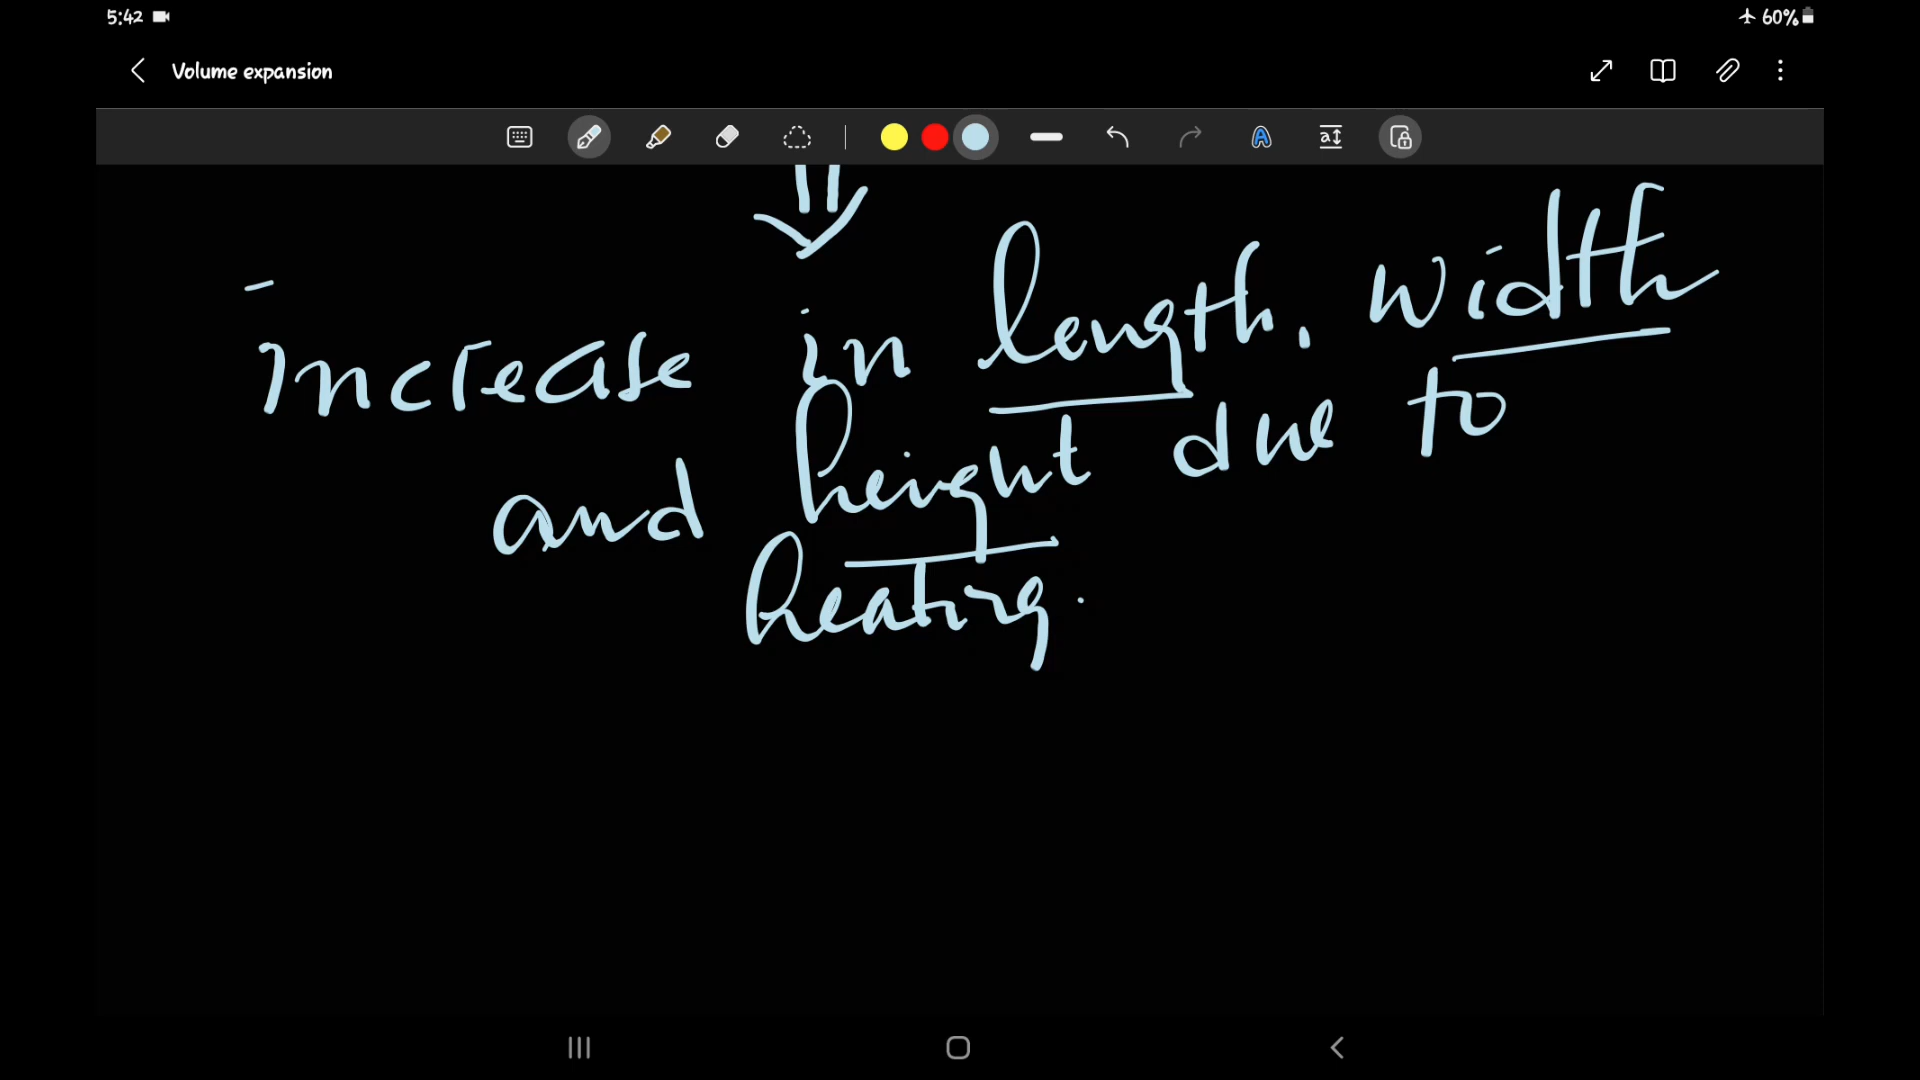 5:42 60%
Volume expansion
increase in length, width
and height due to
heating.